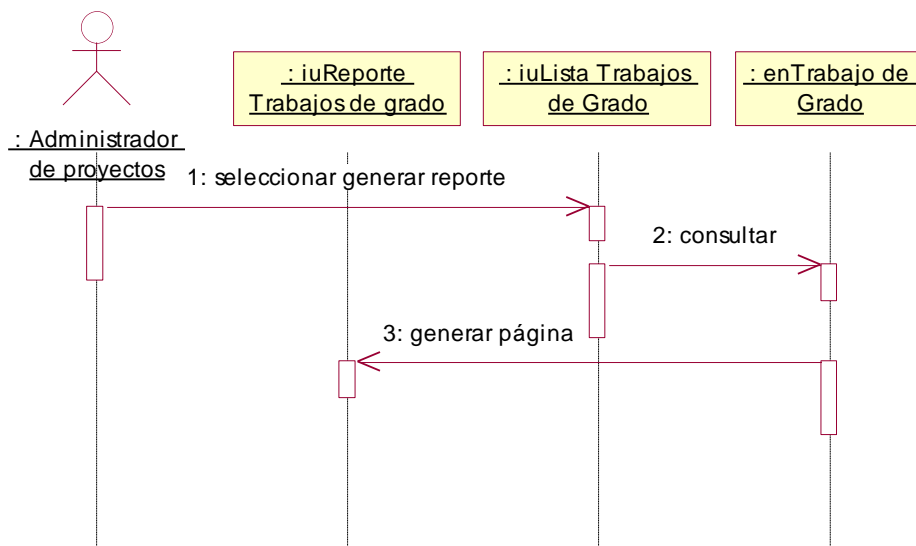 : iuReporte
Trabajos de grado
: iuLista Trabajos
de Grado
: enTrabajo de
Grado
: Administrador
de proyectos
1: seleccionar generar reporte
2: consultar
3: generar página